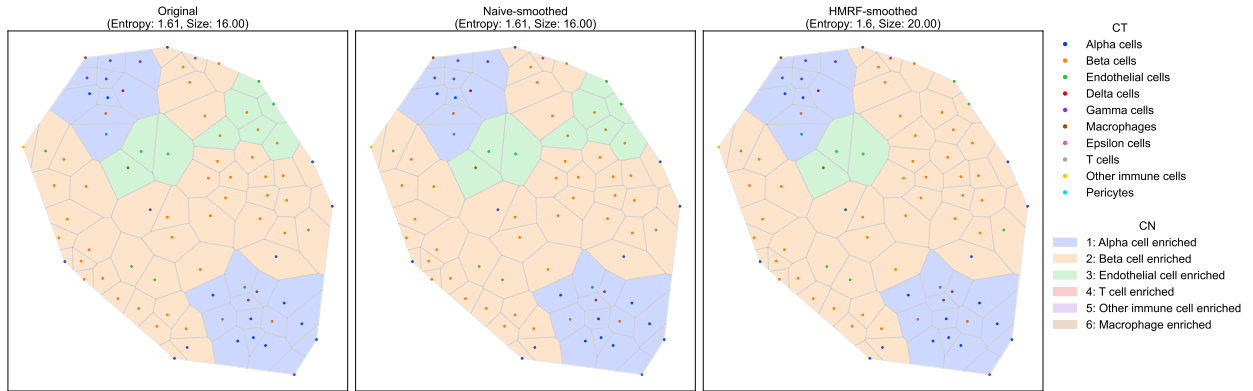 Original
(Entropy: 1.61, Size: 16.00)
Naive-smoothed
(Entropy: 1.61, Size: 16.00)
HMRF-smoothed
(Entropy: 1.6, Size: 20.00)
CT
Alpha cells
Beta cells
Endothelial cells
Delta cells
Gamma cells
Macrophages
Epsilon cells
T cells
Other immune cells
Pericytes
CN
1: Alpha cell enriched
2: Beta cell enriched
3: Endothelial cell enriched
4: T cell enriched
5: Other immune cell enriched
6: Macrophage enriched